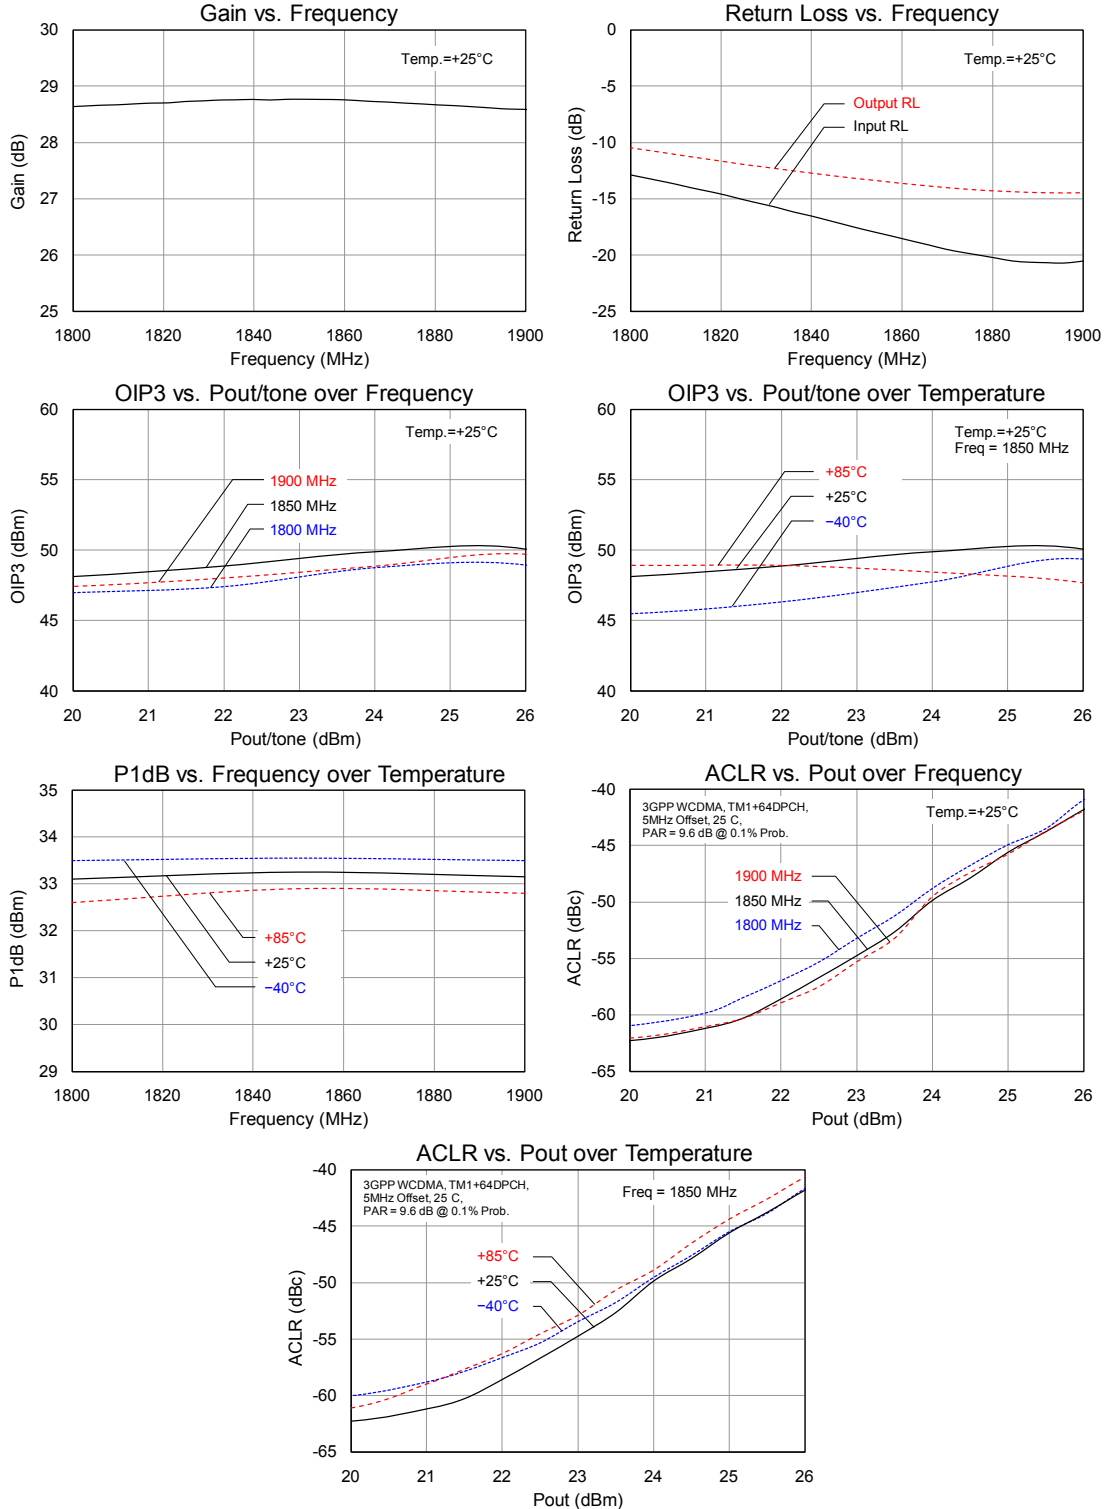 Gain vs. Frequency
30
29
28
27
26
25
Gain (dB)
Temp.=+25°C
1800 1820 1840 1860 1880 1900
Frequency (MHz)
Return Loss vs. Frequency
0
-5
-10
-15
-20
-25
Return Loss (dB)
Temp.=+25°C
Output RL
Input RL
1800 1820 1840 1860 1880 1900
Frequency (MHz)
OIP3 vs. Pout/tone over Frequency
60
55
50
45
40
OIP3 (dBm)
Temp.=+25°C
1900 MHz
1850 MHz
1800 MHz
20 21 22 23 24 25 26
Pout/tone (dBm)
OIP3 vs. Pout/tone over Temperature
60
55
50
45
40
OIP3 (dBm)
Temp.=+25°C
Freq = 1850 MHz
+85°C
+25°C
−40°C
20 21 22 23 24 25 26
Pout/tone (dBm)
P1dB vs. Frequency over Temperature
35
34
33
32
31
30
29
P1dB (dBm)
+85°C
+25°C
−40°C
1800 1820 1840 1860 1880 1900
Frequency (MHz)
ACLR vs. Pout over Frequency
-40
-45
-50
-55
-60
-65
ACLR (dBc)
3GPP WCDMA, TM1+64DPCH,
5MHz Offset, 25 C,
PAR = 9.6 dB @ 0.1% Prob.
Temp.=+25°C
1900 MHz
1850 MHz
1800 MHz
20 21 22 23 24 25 26
Pout (dBm)
ACLR vs. Pout over Temperature
-40
-45
-50
-55
-60
-65
ACLR (dBc)
3GPP WCDMA, TM1+64DPCH,
5MHz Offset, 25 C,
PAR = 9.6 dB @ 0.1% Prob.
Freq = 1850 MHz
+85°C
+25°C
−40°C
20 21 22 23 24 25 26
Pout (dBm)